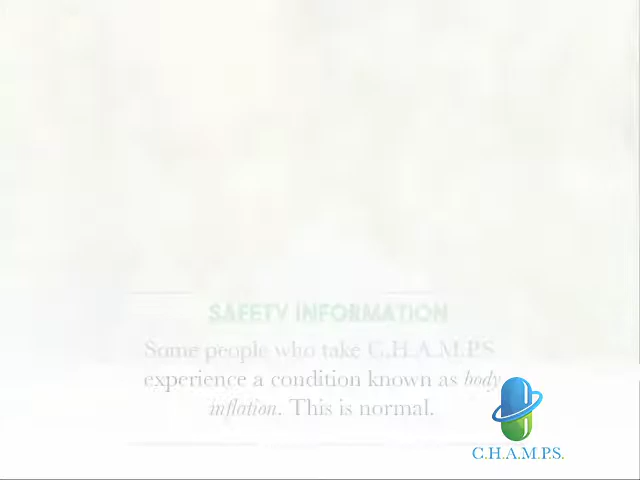 SAFETY INFORMATION
Some people who take C.H.A.M.P.S
experience a condition known as body
inflation. This is normal.
C.H.A.M.P.S.